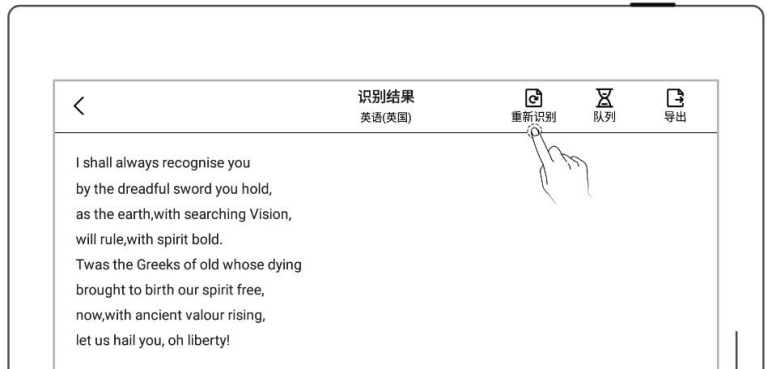 识别结果
英语(英国)
重新识别
队列
导出
I shall always recognise you
by the dreadful sword you hold,
as the earth,with searching Vision,
will rule,with spirit bold.
Twas the Greeks of old whose dying
brought to birth our spirit free,
now,with ancient valour rising,
let us hail you, oh liberty!